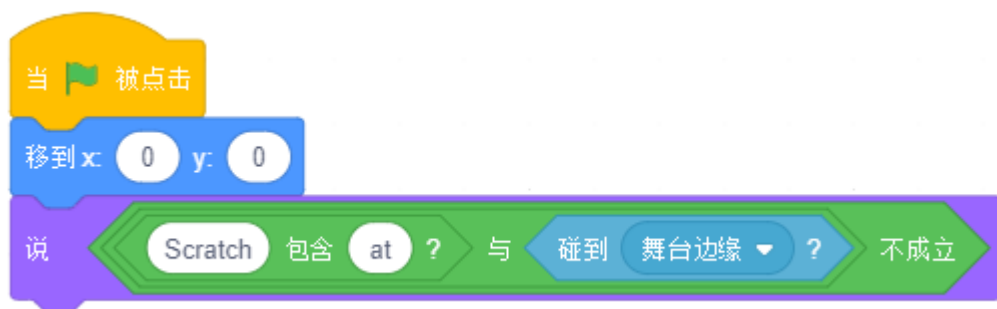 当 被点击
移到 x: 0 y: 0
说 Scratch 包含 at ? 与 碰到 舞台边缘 ? 不成立